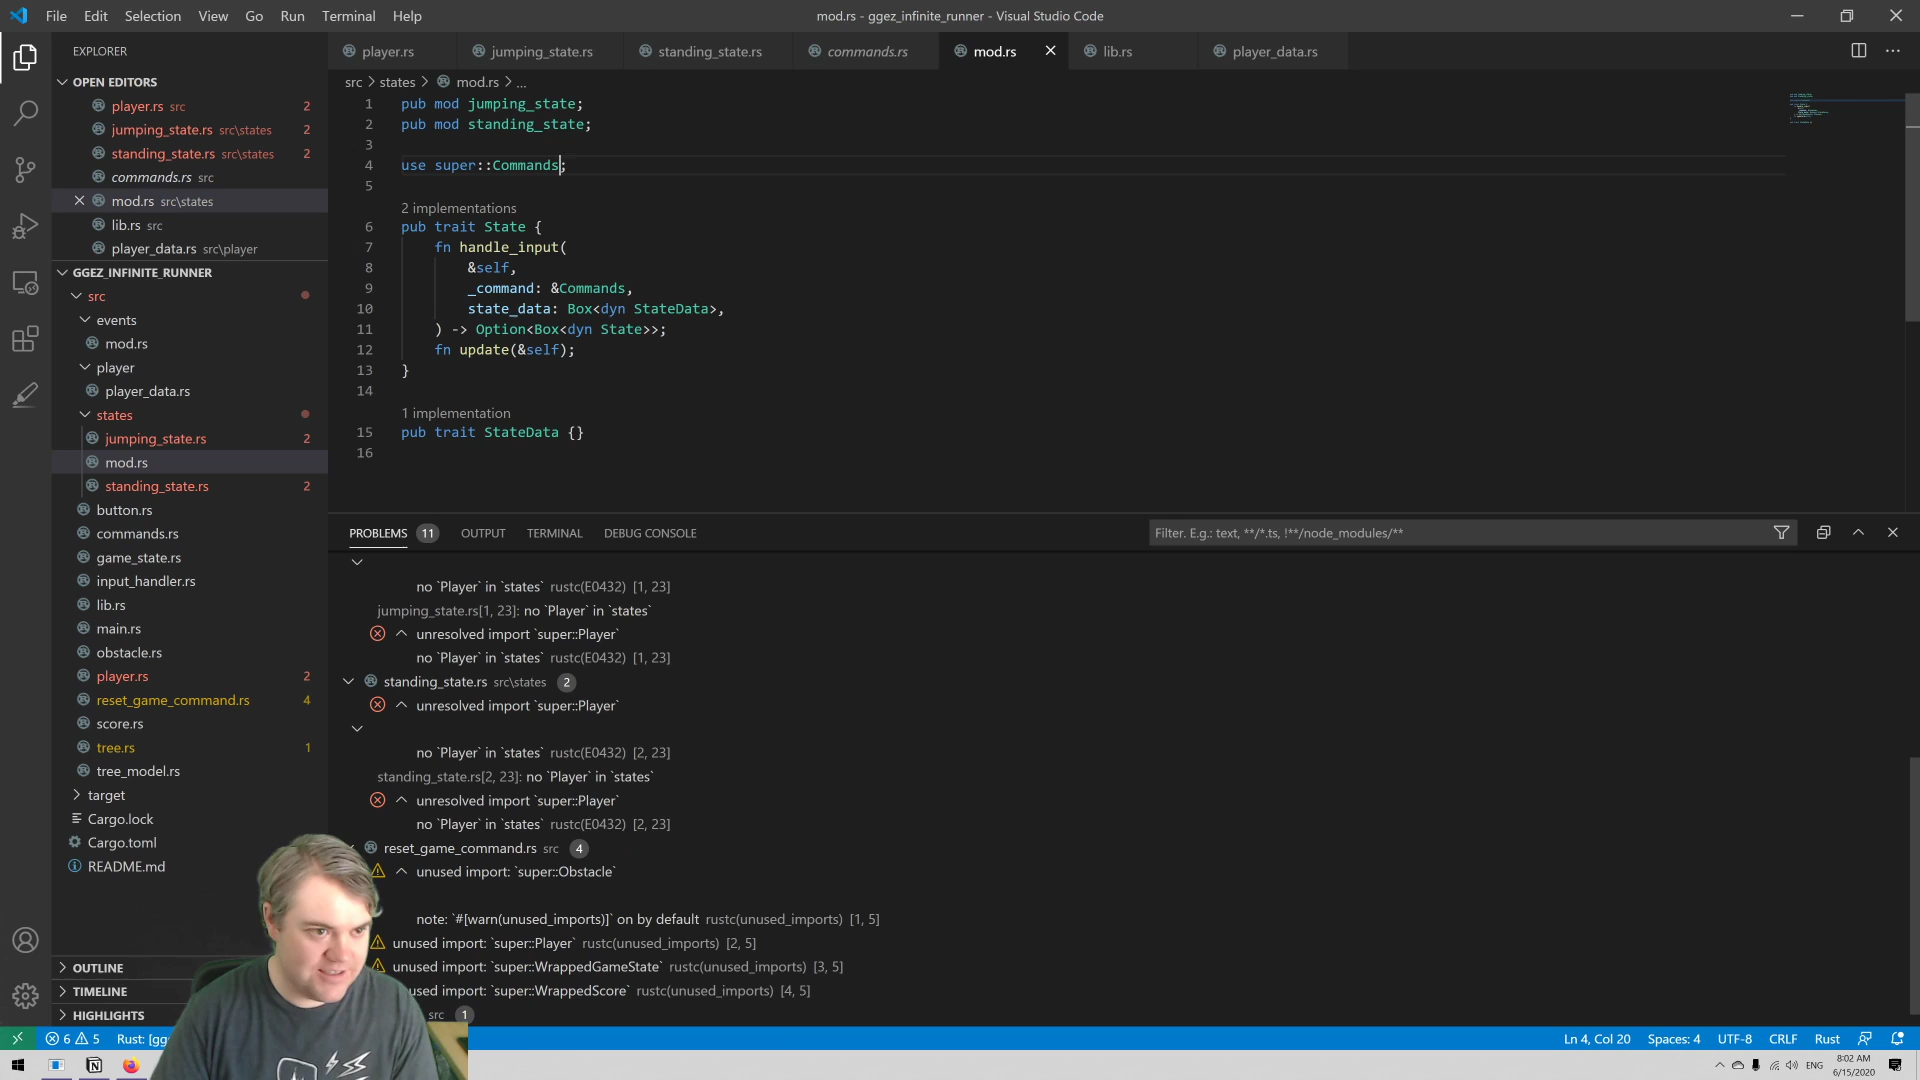 File Edit Selection View Go Run Terminal Help
mod.rs - ggez_infinite_runner - Visual Studio Code
EXPLORER
OPEN EDITORS
player.rs src 2
jumping_state.rs src\states 2
standing_state.rs src\states 2
commands.rs src
mod.rs src\states
lib.rs src
player_data.rs src\player
GGEZ_INFINITE_RUNNER
src
events
mod.rs
player
player_data.rs
states
jumping_state.rs 2
mod.rs
standing_state.rs 2
button.rs
commands.rs
game_state.rs
input_handler.rs
lib.rs
main.rs
obstacle.rs
player.rs 2
reset_game_command.rs 4
score.rs
tree.rs 1
tree_model.rs
target
Cargo.lock
Cargo.toml
README.md
OUTLINE
TIMELINE
HIGHLIGHTS
player.rs jumping_state.rs standing_state.rs commands.rs mod.rs lib.rs player_data.rs
src > states > mod.rs > ...
1 pub mod jumping_state;
2 pub mod standing_state;
3
4 use super::Commands;
5
2 implementations
6 pub trait State {
7 fn handle_input(
8 &self,
9 _command: &Commands,
10 state_data: Box<dyn StateData>,
11 ) -> Option<Box<dyn State>>;
12 fn update(&self);
13 }
14
1 implementation
15 pub trait StateData {}
16
PROBLEMS 11 OUTPUT TERMINAL DEBUG CONSOLE
Filter. E.g.: text, **/*.ts, !**/node_modules/**
no `Player` in `states` rustc(E0432) [1, 23]
jumping_state.rs[1, 23]: no `Player` in `states`
unresolved import `super::Player`
no `Player` in `states` rustc(E0432) [1, 23]
standing_state.rs src\states 2
unresolved import `super::Player`
no `Player` in `states` rustc(E0432) [2, 23]
standing_state.rs[2, 23]: no `Player` in `states`
unresolved import `super::Player`
no `Player` in `states` rustc(E0432) [2, 23]
reset_game_command.rs src 4
unused import: `super::Obstacle`
note: `#[warn(unused_imports)]` on by default rustc(unused_imports) [1, 5]
unused import: `super::Player` rustc(unused_imports) [2, 5]
unused import: `super::WrappedGameState` rustc(unused_imports) [3, 5]
used import: `super::WrappedScore` rustc(unused_imports) [4, 5]
src 1
6 5 Rust: [gg
Ln 4, Col 20 Spaces: 4 UTF-8 CRLF Rust
ENG
8:02 AM
6/15/2020